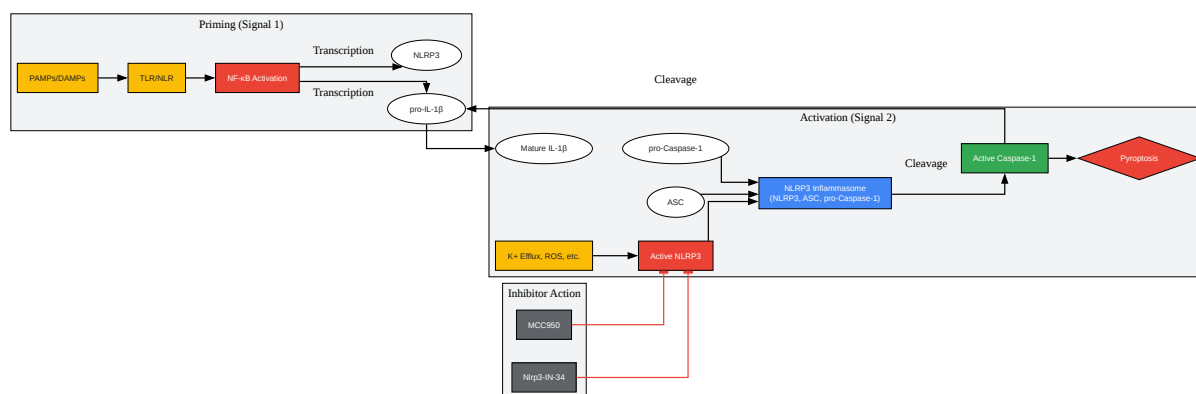 Priming (Signal 1)
Transcription
NLRP3
PAMPs/DAMPs
TLR/NLR
NF-κB Activation
Transcription
pro-IL-1β
Cleavage
Activation (Signal 2)
Mature IL-1β
pro-Caspase-1
Cleavage
Active Caspase-1
Pyroptosis
NLRP3 Inflammasome
(NLRP3, ASC, pro-Caspase-1)
ASC
K+ Efflux, ROS, etc.
Active NLRP3
Inhibitor Action
MCC950
Nlrp3-IN-34